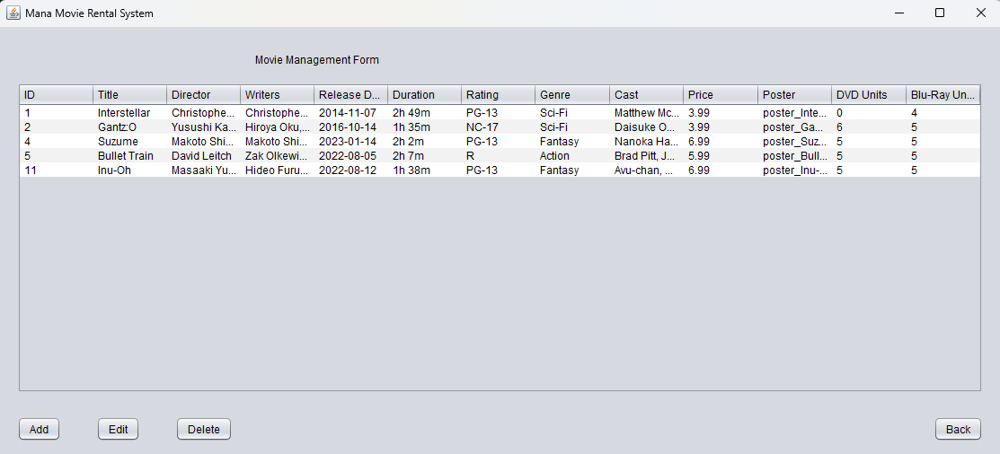 Mana Movie Rental System
Movie Management Form
ID Title Director Writers Release D... Duration Rating Genre Cast Price Poster DVD Units Blu-Ray Un...
1 Interstellar Christophe... Christophe... 2014-11-07 2h 49m PG-13 Sci-Fi Matthew Mc... 3.99 poster_Inte... 0 4
2 Gantz:O Yusushi Ka... Hiroya Oku,... 2016-10-14 1h 35m NC-17 Sci-Fi Daisuke O... 3.99 poster_Ga... 6 5
4 Suzume Makoto Shi... Makoto Shi... 2023-01-14 2h 2m PG-13 Fantasy Nanoka Ha... 6.99 poster_Suz... 5 5
5 Bullet Train David Leitch Zak Olkewi... 2022-08-05 2h 7m R Action Brad Pitt, J... 5.99 poster_Bull... 5 5
11 Inu-Oh Masaaki Yu... Hideo Furu... 2022-08-12 1h 38m PG-13 Fantasy Avu-chan, ... 6.99 poster_Inu-... 5 5
Add Edit Delete Back